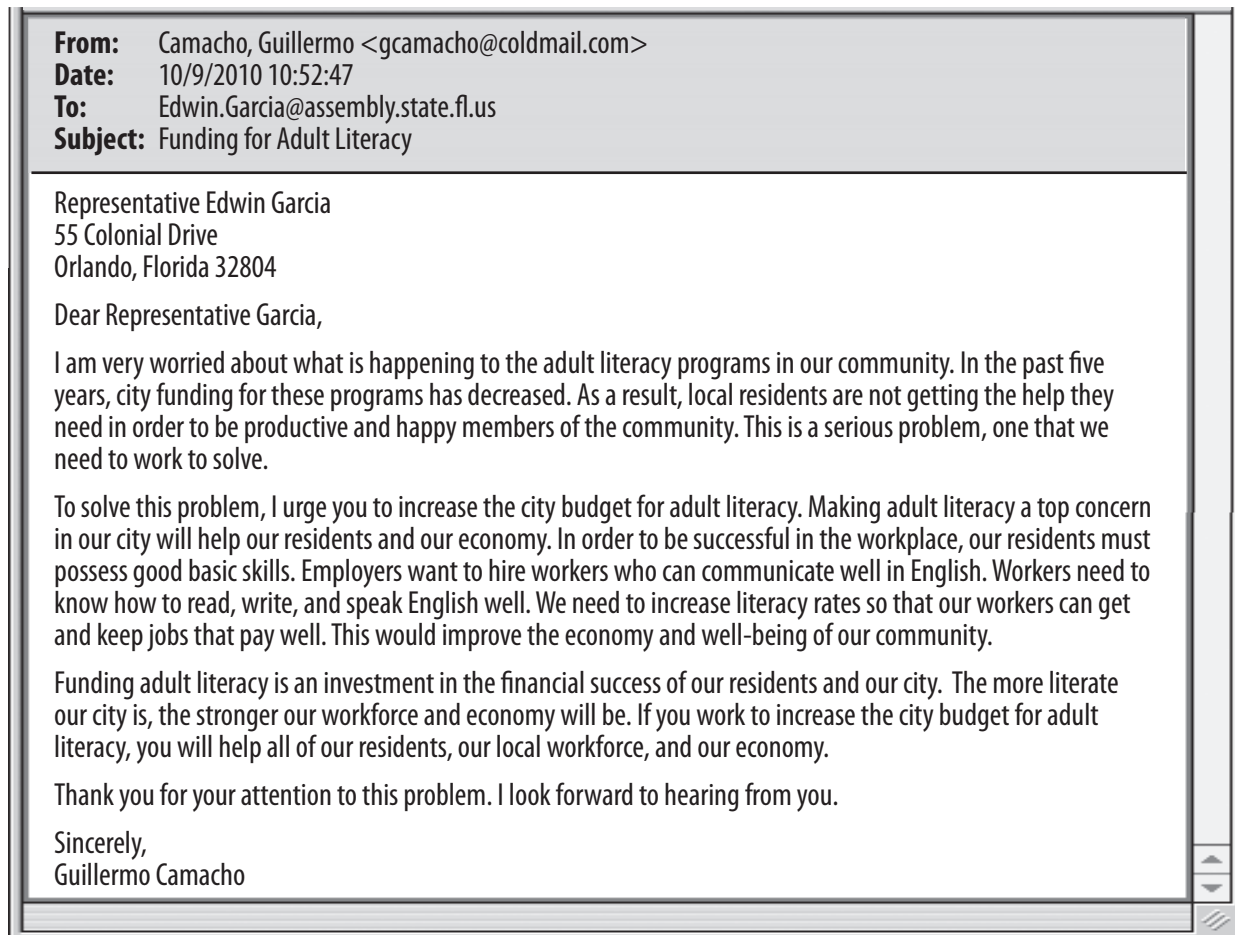 From: Camacho, Guillermo <gcamacho@coldmail.com>
Date: 10/9/2010 10:52:47
To: Edwin.Garcia@assembly.state.fl.us
Subject: Funding for Adult Literacy
Representative Edwin Garcia
55 Colonial Drive
Orlando, Florida 32804
Dear Representative Garcia,
I am very worried about what is happening to the adult literacy programs in our community. In the past five
years, city funding for these programs has decreased. As a result, local residents are not getting the help they
need in order to be productive and happy members of the community. This is a serious problem, one that we
need to work to solve.
To solve this problem, I urge you to increase the city budget for adult literacy. Making adult literacy a top concern
in our city will help our residents and our economy. In order to be successful in the workplace, our residents must
possess good basic skills. Employers want to hire workers who can communicate well in English. Workers need to
know how to read, write, and speak English well. We need to increase literacy rates so that our workers can get
and keep jobs that pay well. This would improve the economy and well-being of our community.
Funding adult literacy is an investment in the financial success of our residents and our city.  The more literate
our city is, the stronger our workforce and economy will be. If you work to increase the city budget for adult
literacy, you will help all of our residents, our local workforce, and our economy.
Thank you for your attention to this problem. I look forward to hearing from you.
Sincerely,
Guillermo Camacho